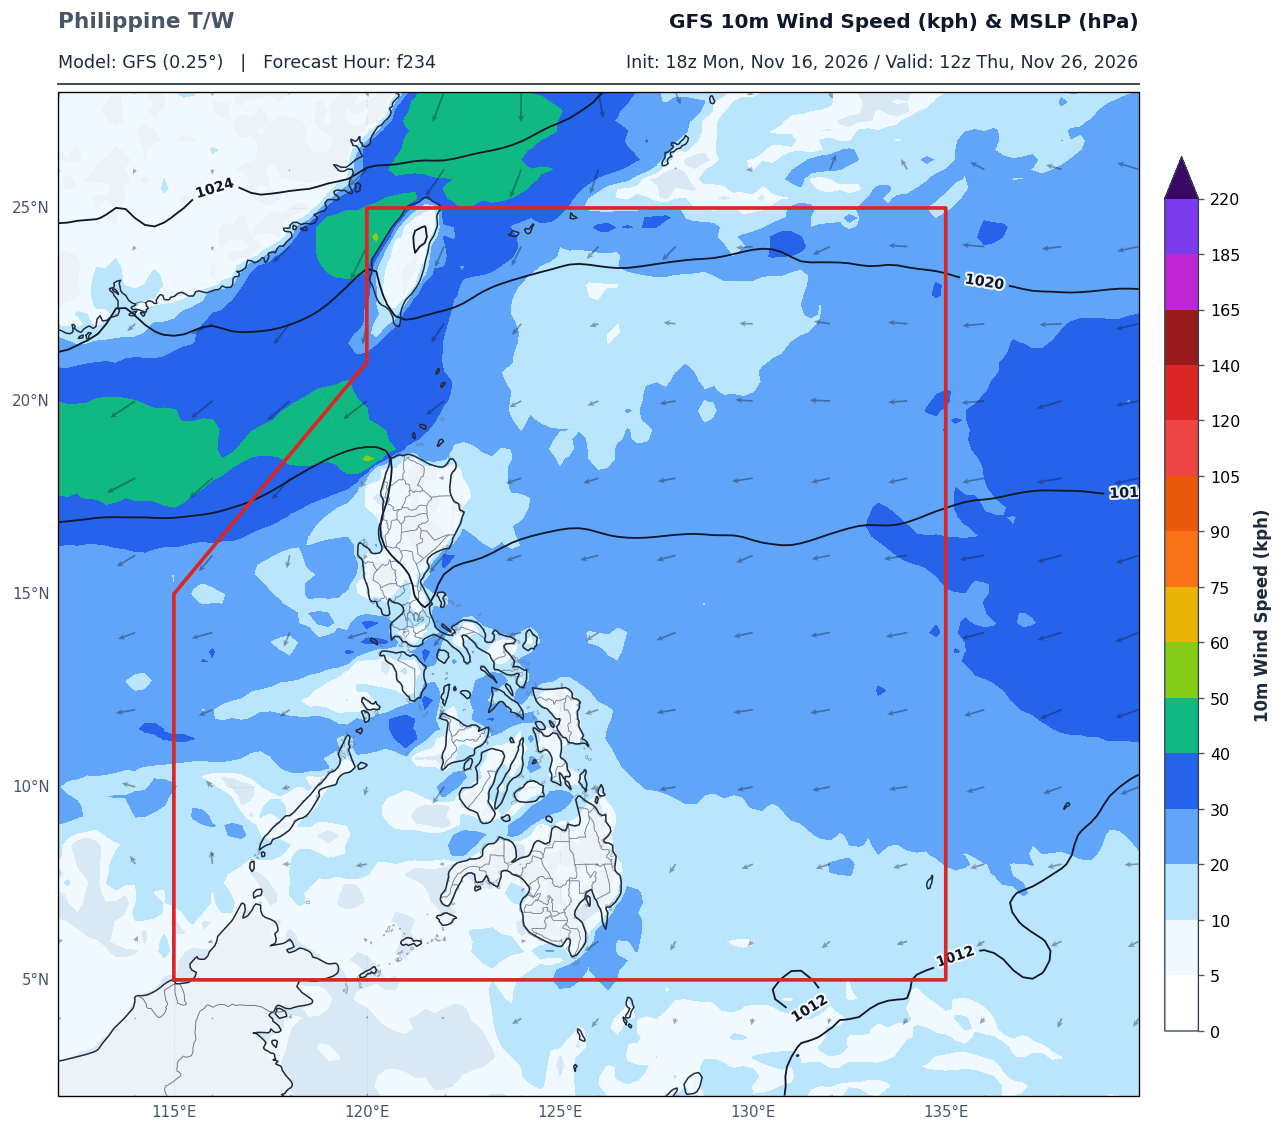 Philippine T/W
GFS 10m Wind Speed (kph) & MSLP (hPa)
Model: GFS (0.25°)   |   Forecast Hour: f234
Init: 18z Mon, Nov 16, 2026 / Valid: 12z Thu, Nov 26, 2026
1024
1020
101
1012
1012
25°N
20°N
15°N
10°N
5°N
115°E
120°E
125°E
130°E
135°E
220
185
165
140
120
105
90
75
60
50
40
30
20
10
5
0
10m Wind Speed (kph)